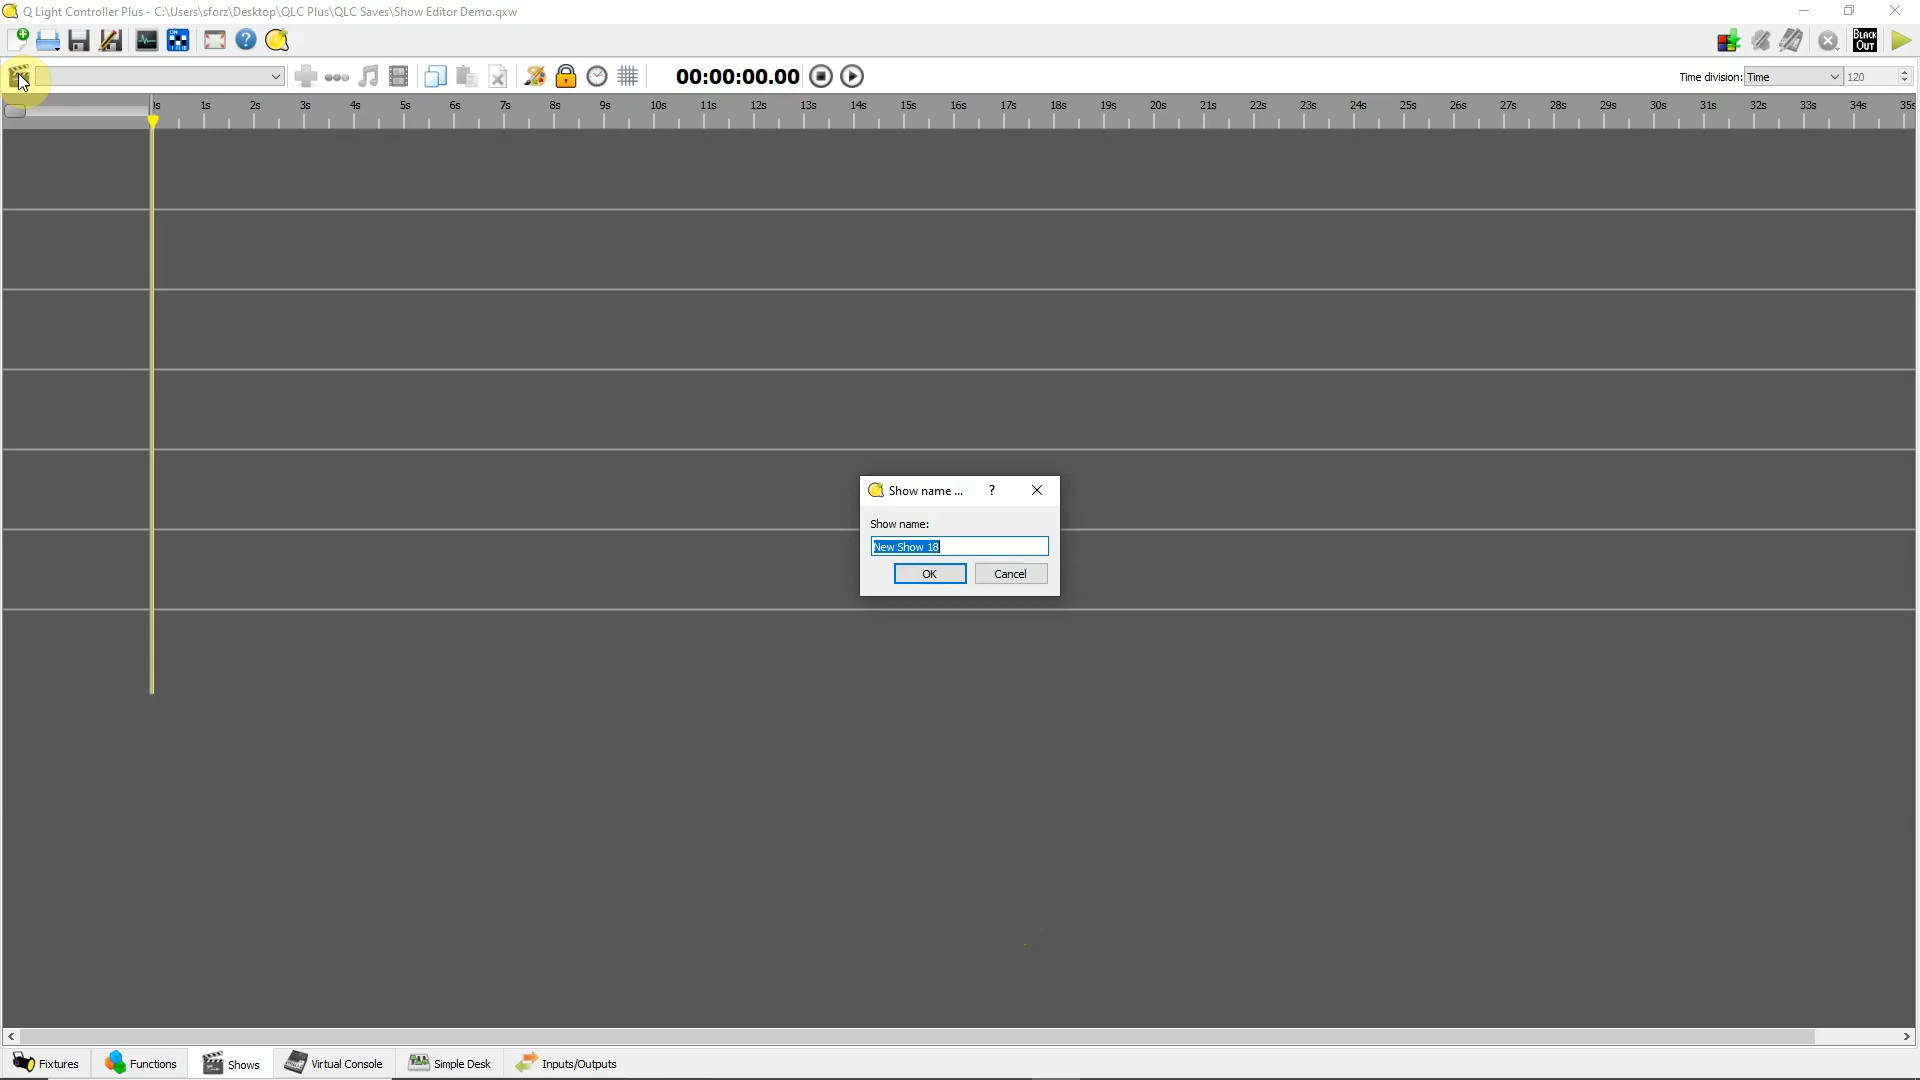 Q Light Controller Plus - C:\Users\sforz\Desktop\QLC Plus\QLC Saves\Show Editor Demo.qxw
BLACK
OUT
00:00:00.00
Time division: Time 120
0s 1s 2s 3s 4s 5s 6s 7s 8s 9s 10s 11s 12s 13s 14s 15s 16s 17s 18s 19s 20s 21s 22s 23s 24s 25s 26s 27s 28s 29s 30s 31s 32s 33s 34s 35s
Show name ...
Show name:
New Show 18
OK Cancel
Fixtures Functions Shows Virtual Console Simple Desk Inputs/Outputs